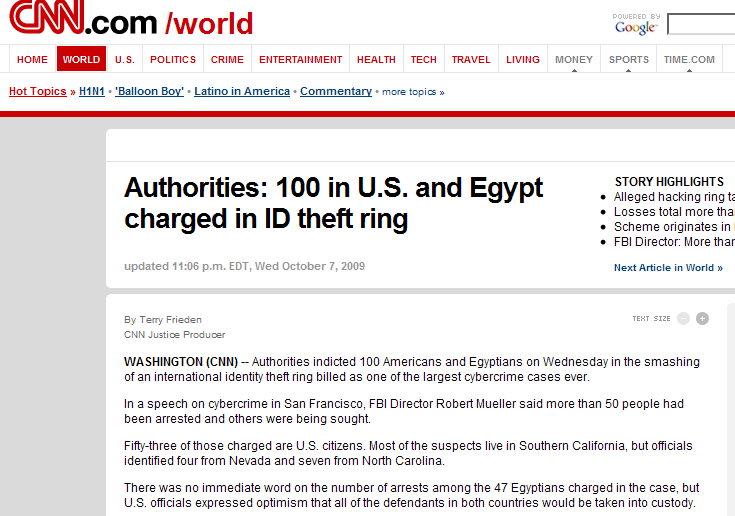 CNN.com /world
POWERED BY
Google
HOME WORLD U.S. POLITICS CRIME ENTERTAINMENT HEALTH TECH TRAVEL LIVING MONEY SPORTS TIME.COM
Hot Topics » H1N1 • 'Balloon Boy' • Latino in America • Commentary • more topics »
Authorities: 100 in U.S. and Egypt
charged in ID theft ring
updated 11:06 p.m. EDT, Wed October 7, 2009
STORY HIGHLIGHTS
• Alleged hacking ring ta
• Losses total more tha
• Scheme originates in
• FBI Director: More than
Next Article in World »
By Terry Frieden
CNN Justice Producer
TEXT SIZE − +
WASHINGTON (CNN) -- Authorities indicted 100 Americans and Egyptians on Wednesday in the smashing
of an international identity theft ring billed as one of the largest cybercrime cases ever.
In a speech on cybercrime in San Francisco, FBI Director Robert Mueller said more than 50 people had
been arrested and others were being sought.
Fifty-three of those charged are U.S. citizens. Most of the suspects live in Southern California, but officials
identified four from Nevada and seven from North Carolina.
There was no immediate word on the number of arrests among the 47 Egyptians charged in the case, but
U.S. officials expressed optimism that all of the defendants in both countries would be taken into custody.